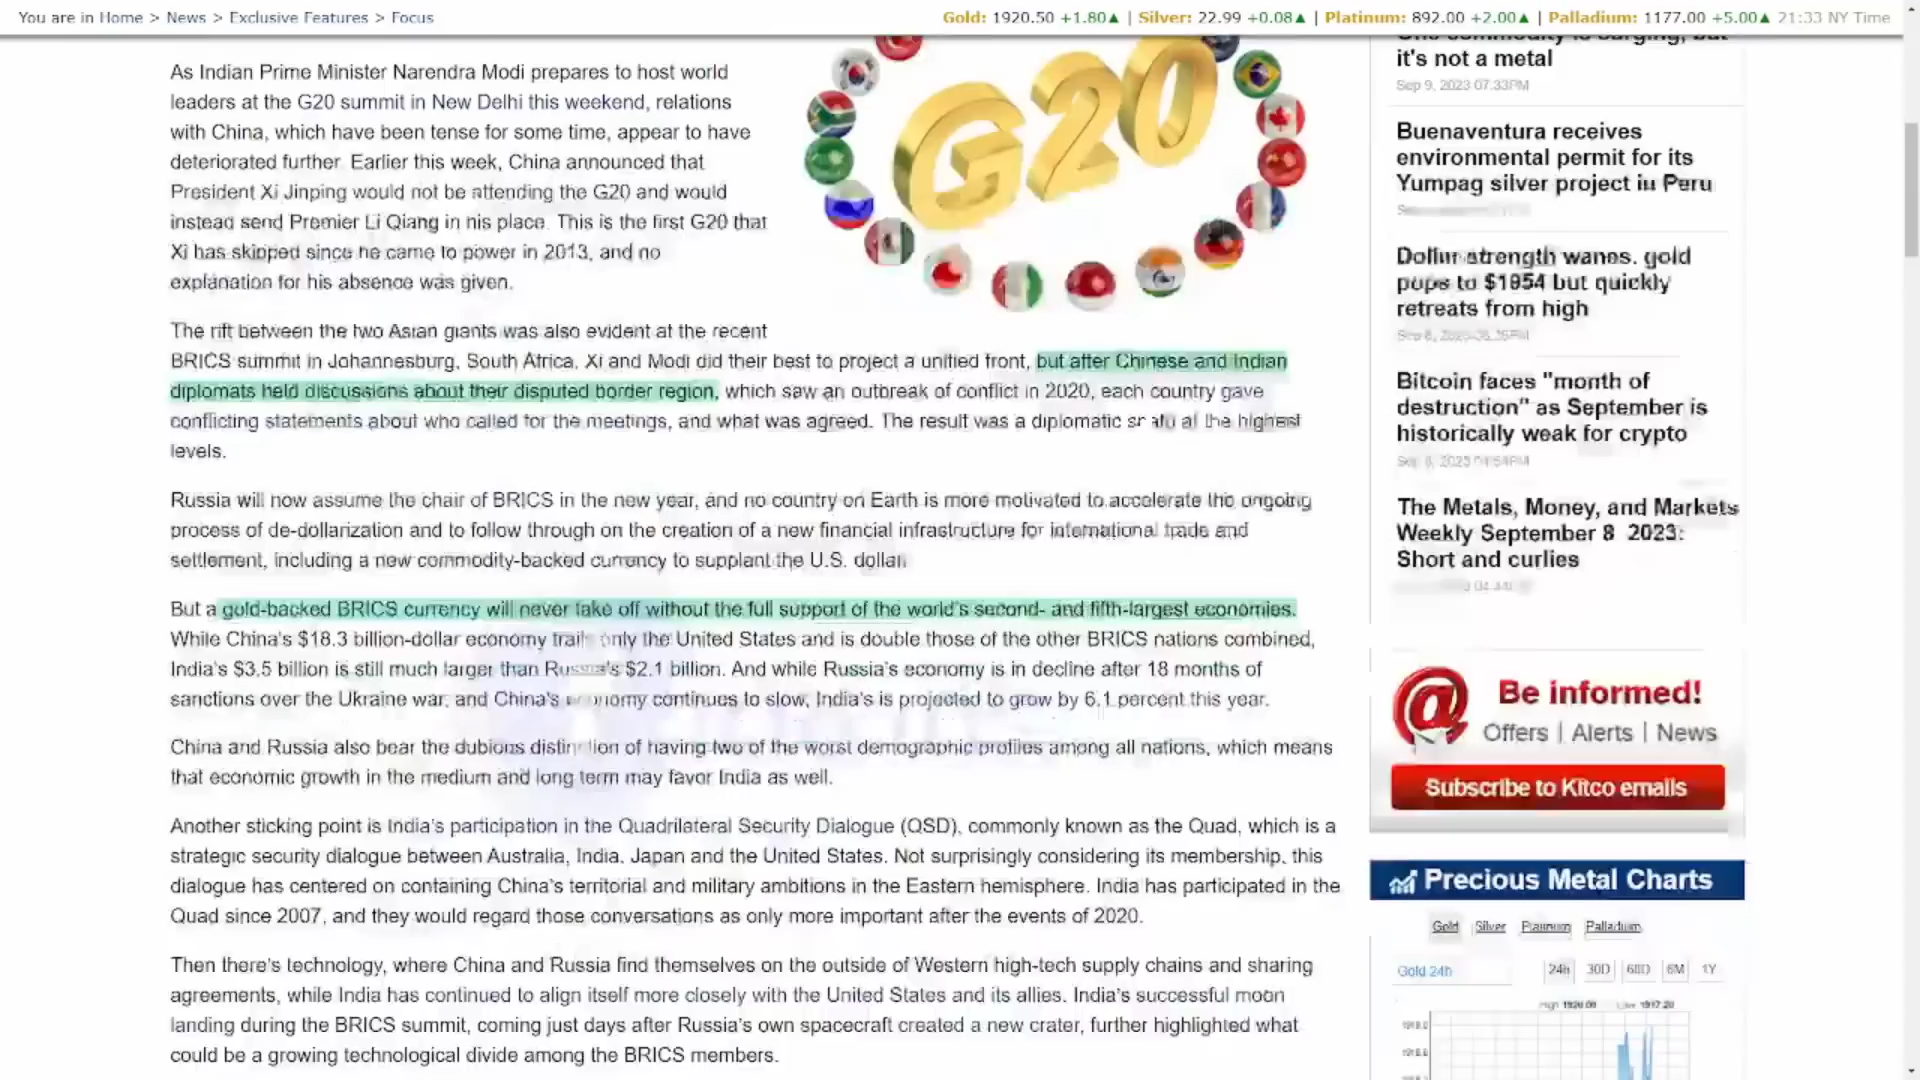 You are in Home > News > Exclusive Features > Focus
Gold: 1920.50 +1.80▲ | Silver: 22.99 +0.08▲ | Platinum: 892.00 +2.00▲ | Palladium: 1177.00 +5.00▲ 21:33 NY Time
As Indian Prime Minister Narendra Modi prepares to host world
leaders at the G20 summit in New Delhi this weekend, relations
with China, which have been tense for some time, appear to have
deteriorated further. Earlier this week, China announced that
President Xi Jinping would not be attending the G20 and would
instead send Premier Li Qiang in his place. This is the first G20 that
Xi has skipped since he came to power in 2013, and no
explanation for his absence was given.
G20
The rift between the two Asian giants was also evident at the recent
BRICS summit in Johannesburg, South Africa. Xi and Modi did their best to project a unified front, but after Chinese and Indian
diplomats held discussions about their disputed border region, which saw an outbreak of conflict in 2020, each country gave
conflicting statements about who called for the meetings, and what was agreed. The result was a diplomatic at the highest
levels.
Russia will now assume the chair of BRICS in the new year, and no country on Earth is more motivated to accelerate the ongoing
process of de-dollarization and to follow through on the creation of a new financial infrastructure for international trade and
settlement, including a new commodity-backed currency to supplant the U.S. dollar.
But a gold-backed BRICS currency will never take off without the full support of the world's second- and fifth-largest economies.
While China's $18.3 billion-dollar economy trails only the United States and is double those of the other BRICS nations combined,
India's $3.5 billion is still much larger than Russia's $2.1 billion. And while Russia's economy is in decline after 18 months of
sanctions over the Ukraine war, and China's economy continues to slow, India's is projected to grow by 6.1 percent this year.
China and Russia also bear the dubious distinction of having two of the worst demographic profiles among all nations, which means
that economic growth in the medium and long term may favor India as well.
Another sticking point is India's participation in the Quadrilateral Security Dialogue (QSD), commonly known as the Quad, which is a
strategic security dialogue between Australia, India, Japan and the United States. Not surprisingly considering its membership, this
dialogue has centered on containing China's territorial and military ambitions in the Eastern hemisphere. India has participated in the
Quad since 2007, and they would regard those conversations as only more important after the events of 2020.
Then there's technology, where China and Russia find themselves on the outside of Western high-tech supply chains and sharing
agreements, while India has continued to align itself more closely with the United States and its allies. India's successful moon
landing during the BRICS summit, coming just days after Russia's own spacecraft created a new crater, further highlighted what
could be a growing technological divide among the BRICS members.
One commodity is surging, but
it's not a metal
Sep 9, 2023 07:33PM
Buenaventura receives
environmental permit for its
Yumpag silver project in Peru
Dollar strength wanes, gold
pops to $1954 but quickly
retreats from high
Bitcoin faces "month of
destruction" as September is
historically weak for crypto
The Metals, Money, and Markets
Weekly September 8 2023:
Short and curlies
@ Be informed!
Offers | Alerts | News
Subscribe to Kitco emails
Precious Metal Charts
Gold Silver Platinum Palladium
Gold 24h
24h 30D 60D 6M 1Y